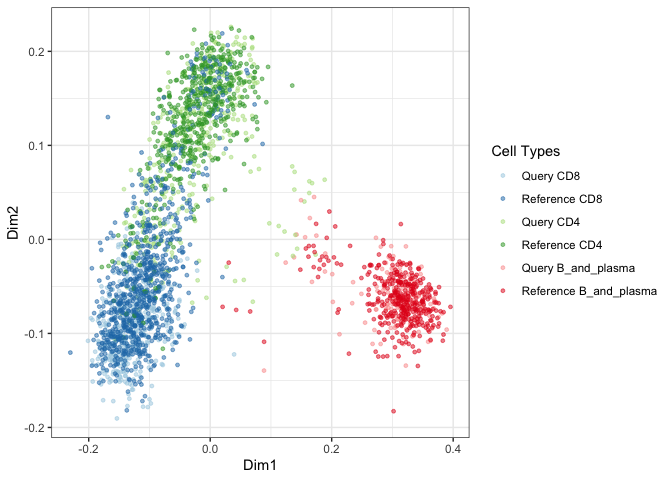 0.2
0.1
0.0
-0.1
-0.2
Dim2
-0.2
0.0
0.2
0.4
Dim1
Cell Types
Query CD8
Reference CD8
Query CD4
Reference CD4
Query B_and_plasma
Reference B_and_plasma